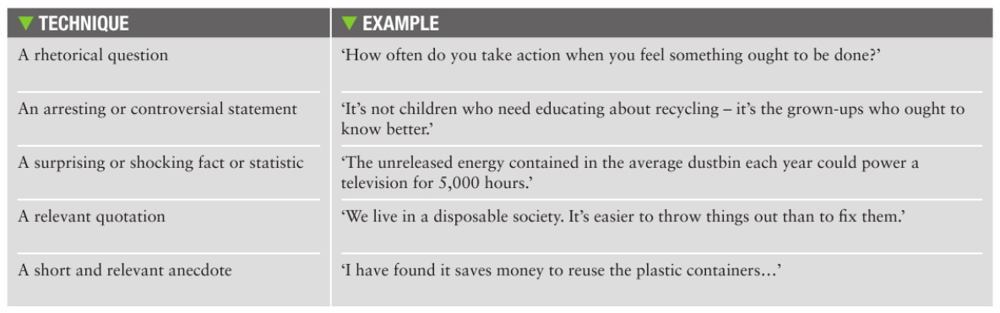 ▼ TECHNIQUE ▼ EXAMPLE
A rhetorical question ‘How often do you take action when you feel something ought to be done?’
An arresting or controversial statement ‘It’s not children who need educating about recycling – it’s the grown-ups who ought to
know better.’
A surprising or shocking fact or statistic ‘The unreleased energy contained in the average dustbin each year could power a
television for 5,000 hours.’
A relevant quotation ‘We live in a disposable society. It’s easier to throw things out than to fix them.’
A short and relevant anecdote ‘I have found it saves money to reuse the plastic containers…’